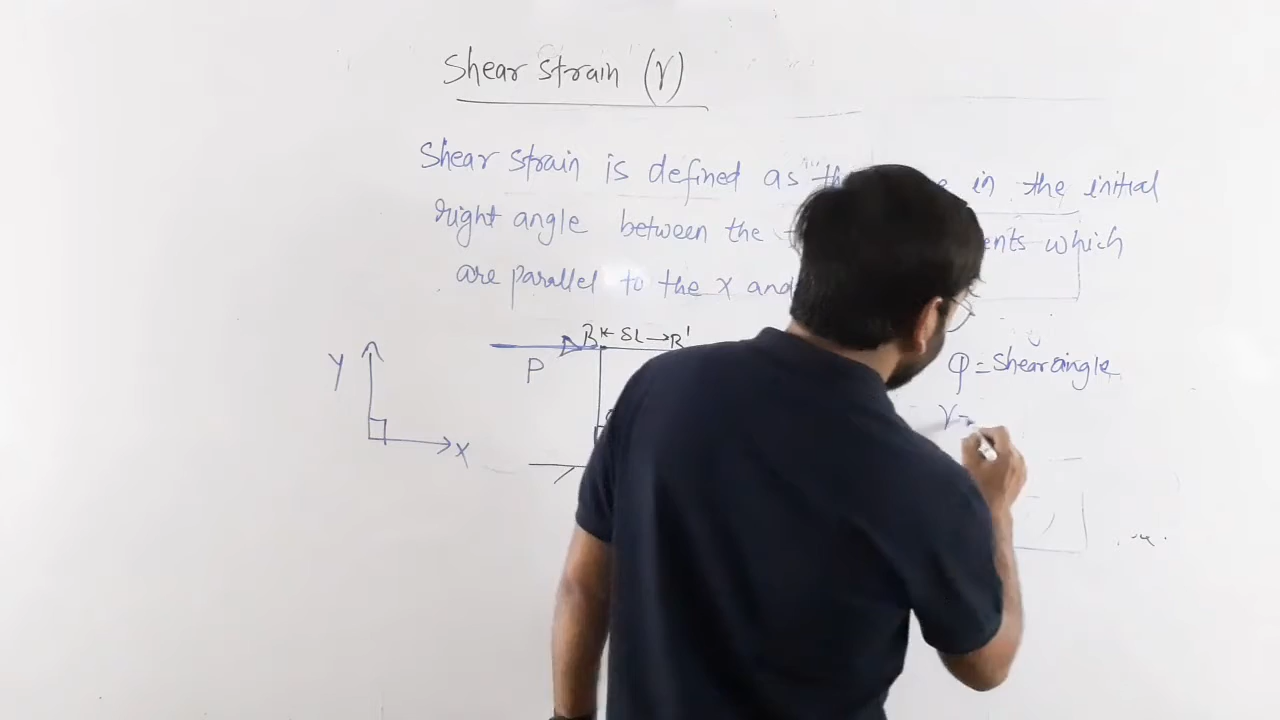 Shear strain (γ)
Shear strain is defined as the in the initial
right angle between the which
are parallel to the x and
B ← δL → B'
P
φ = Shear angle
Y
γ =
X